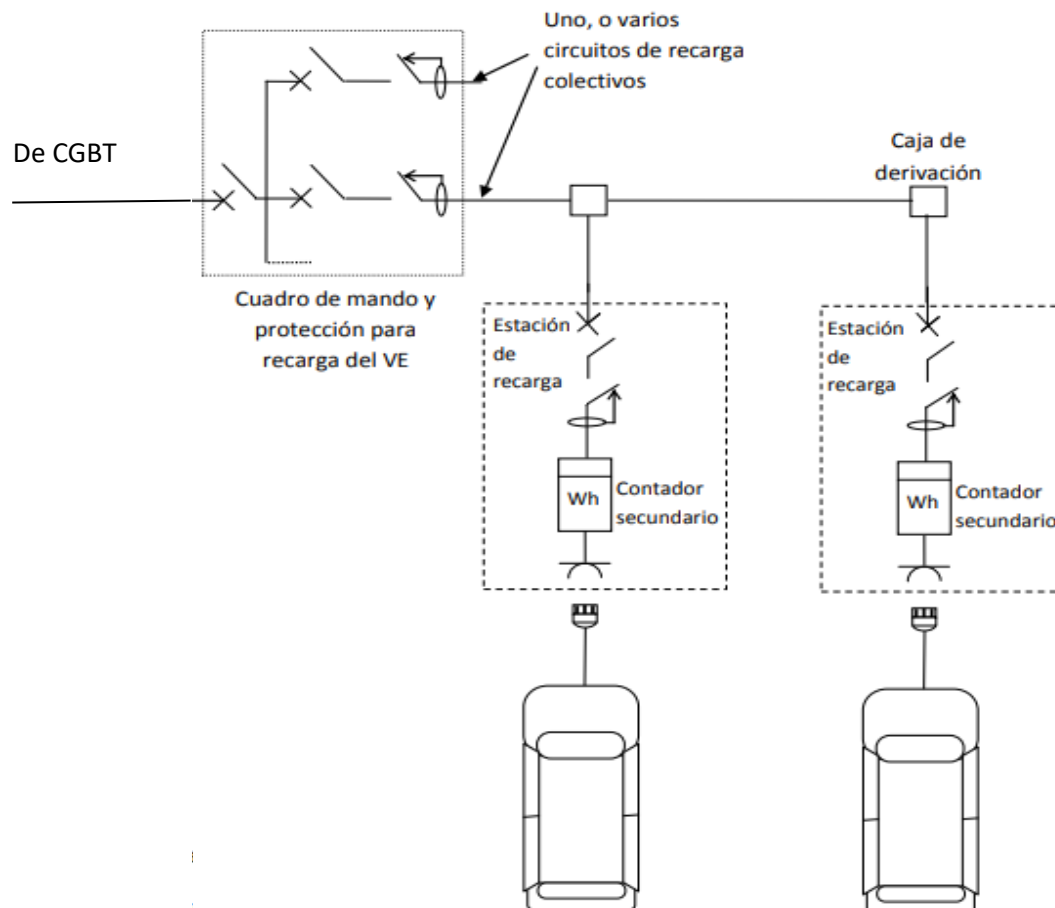 Uno, o varios
circuitos de recarga
colectivos
De CGBT
Caja de
derivación
Cuadro de mando y
protección para
recarga del VE
Estación
de
recarga
Wh
Contador
secundario
Estación
de
recarga
Wh
Contador
secundario